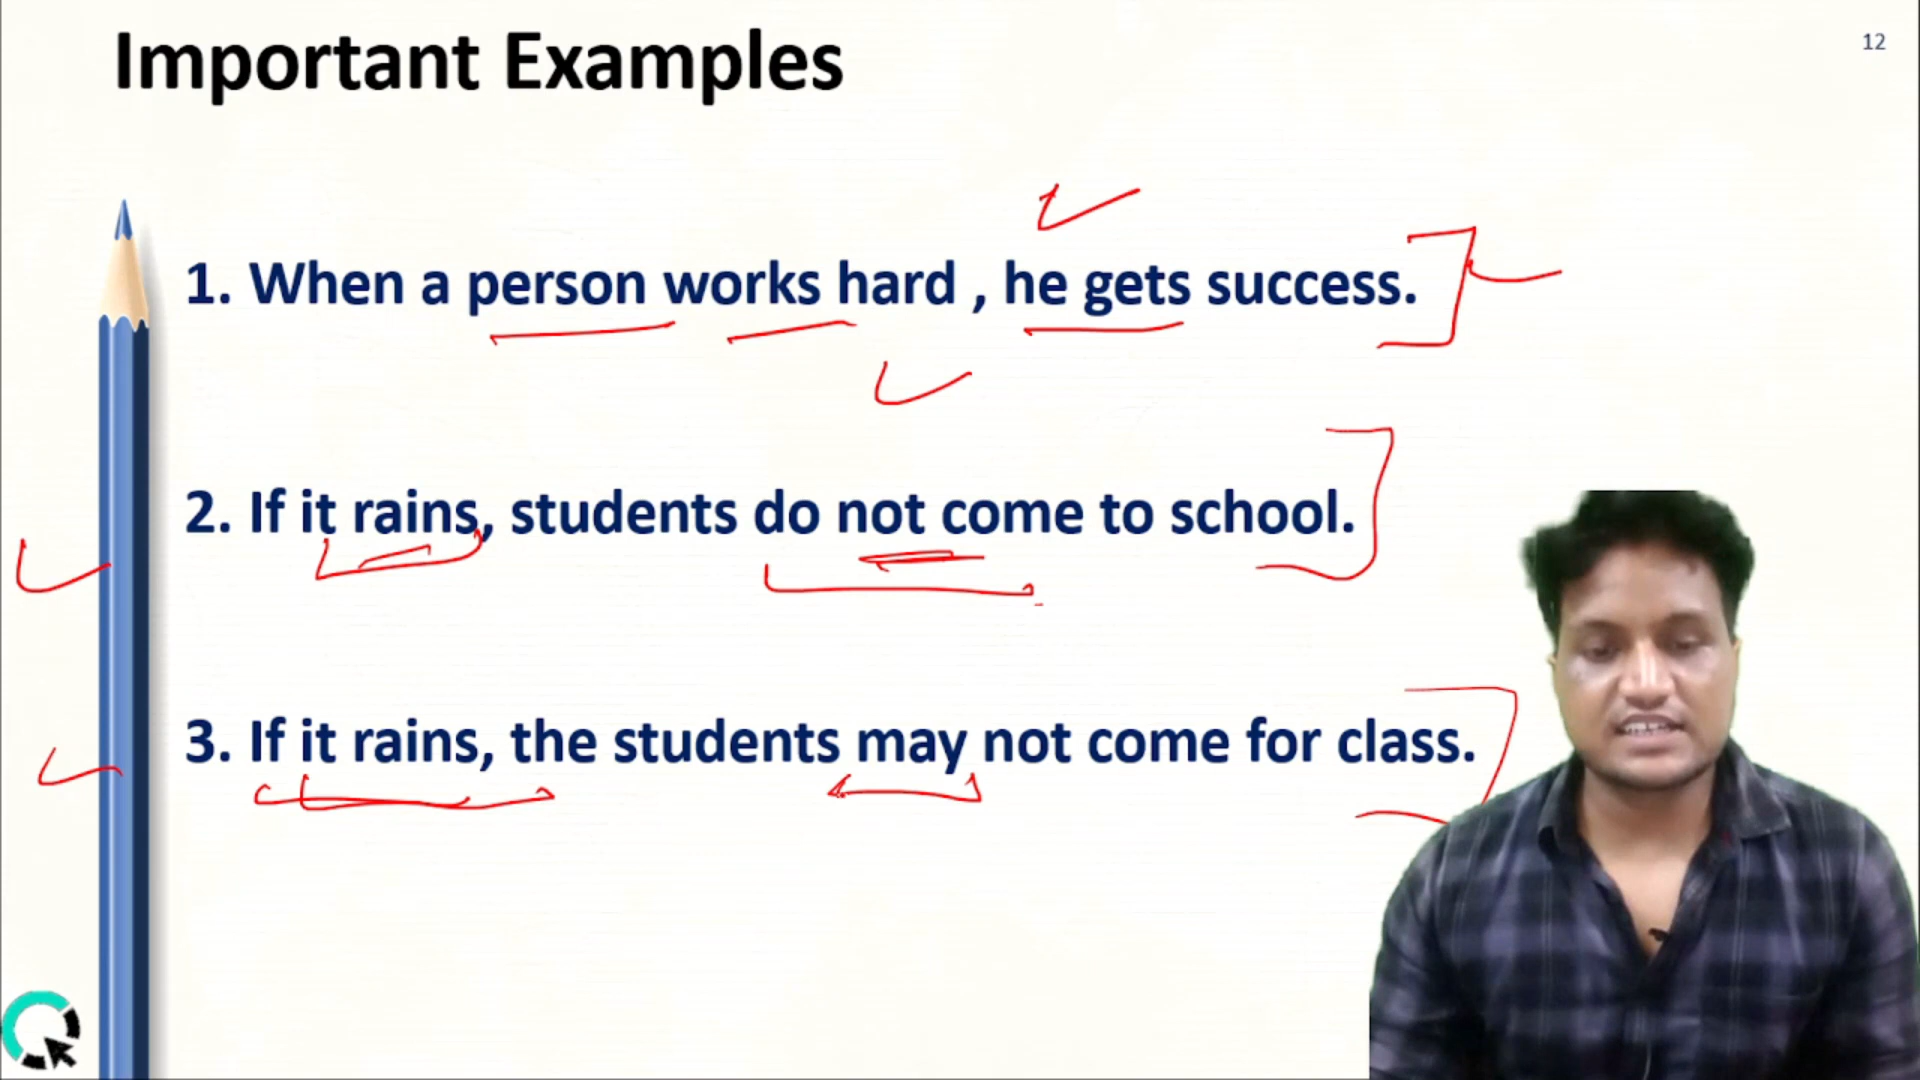 Important Examples
12
1. When a person works hard , he gets success.
2. If it rains, students do not come to school.
3. If it rains, the students may not come for class.